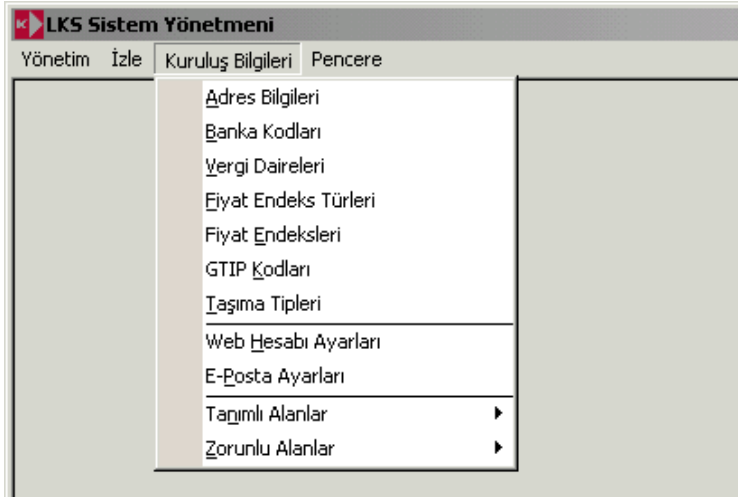 LKS Sistem Yönetmeni
Yönetim İzle Kuruluş Bilgileri Pencere
Adres Bilgileri
Banka Kodları
Vergi Daireleri
Fiyat Endeks Türleri
Fiyat Endeksleri
GTIP Kodları
Taşıma Tipleri
Web Hesabı Ayarları
E-Posta Ayarları
Tanımlı Alanlar
Zorunlu Alanlar